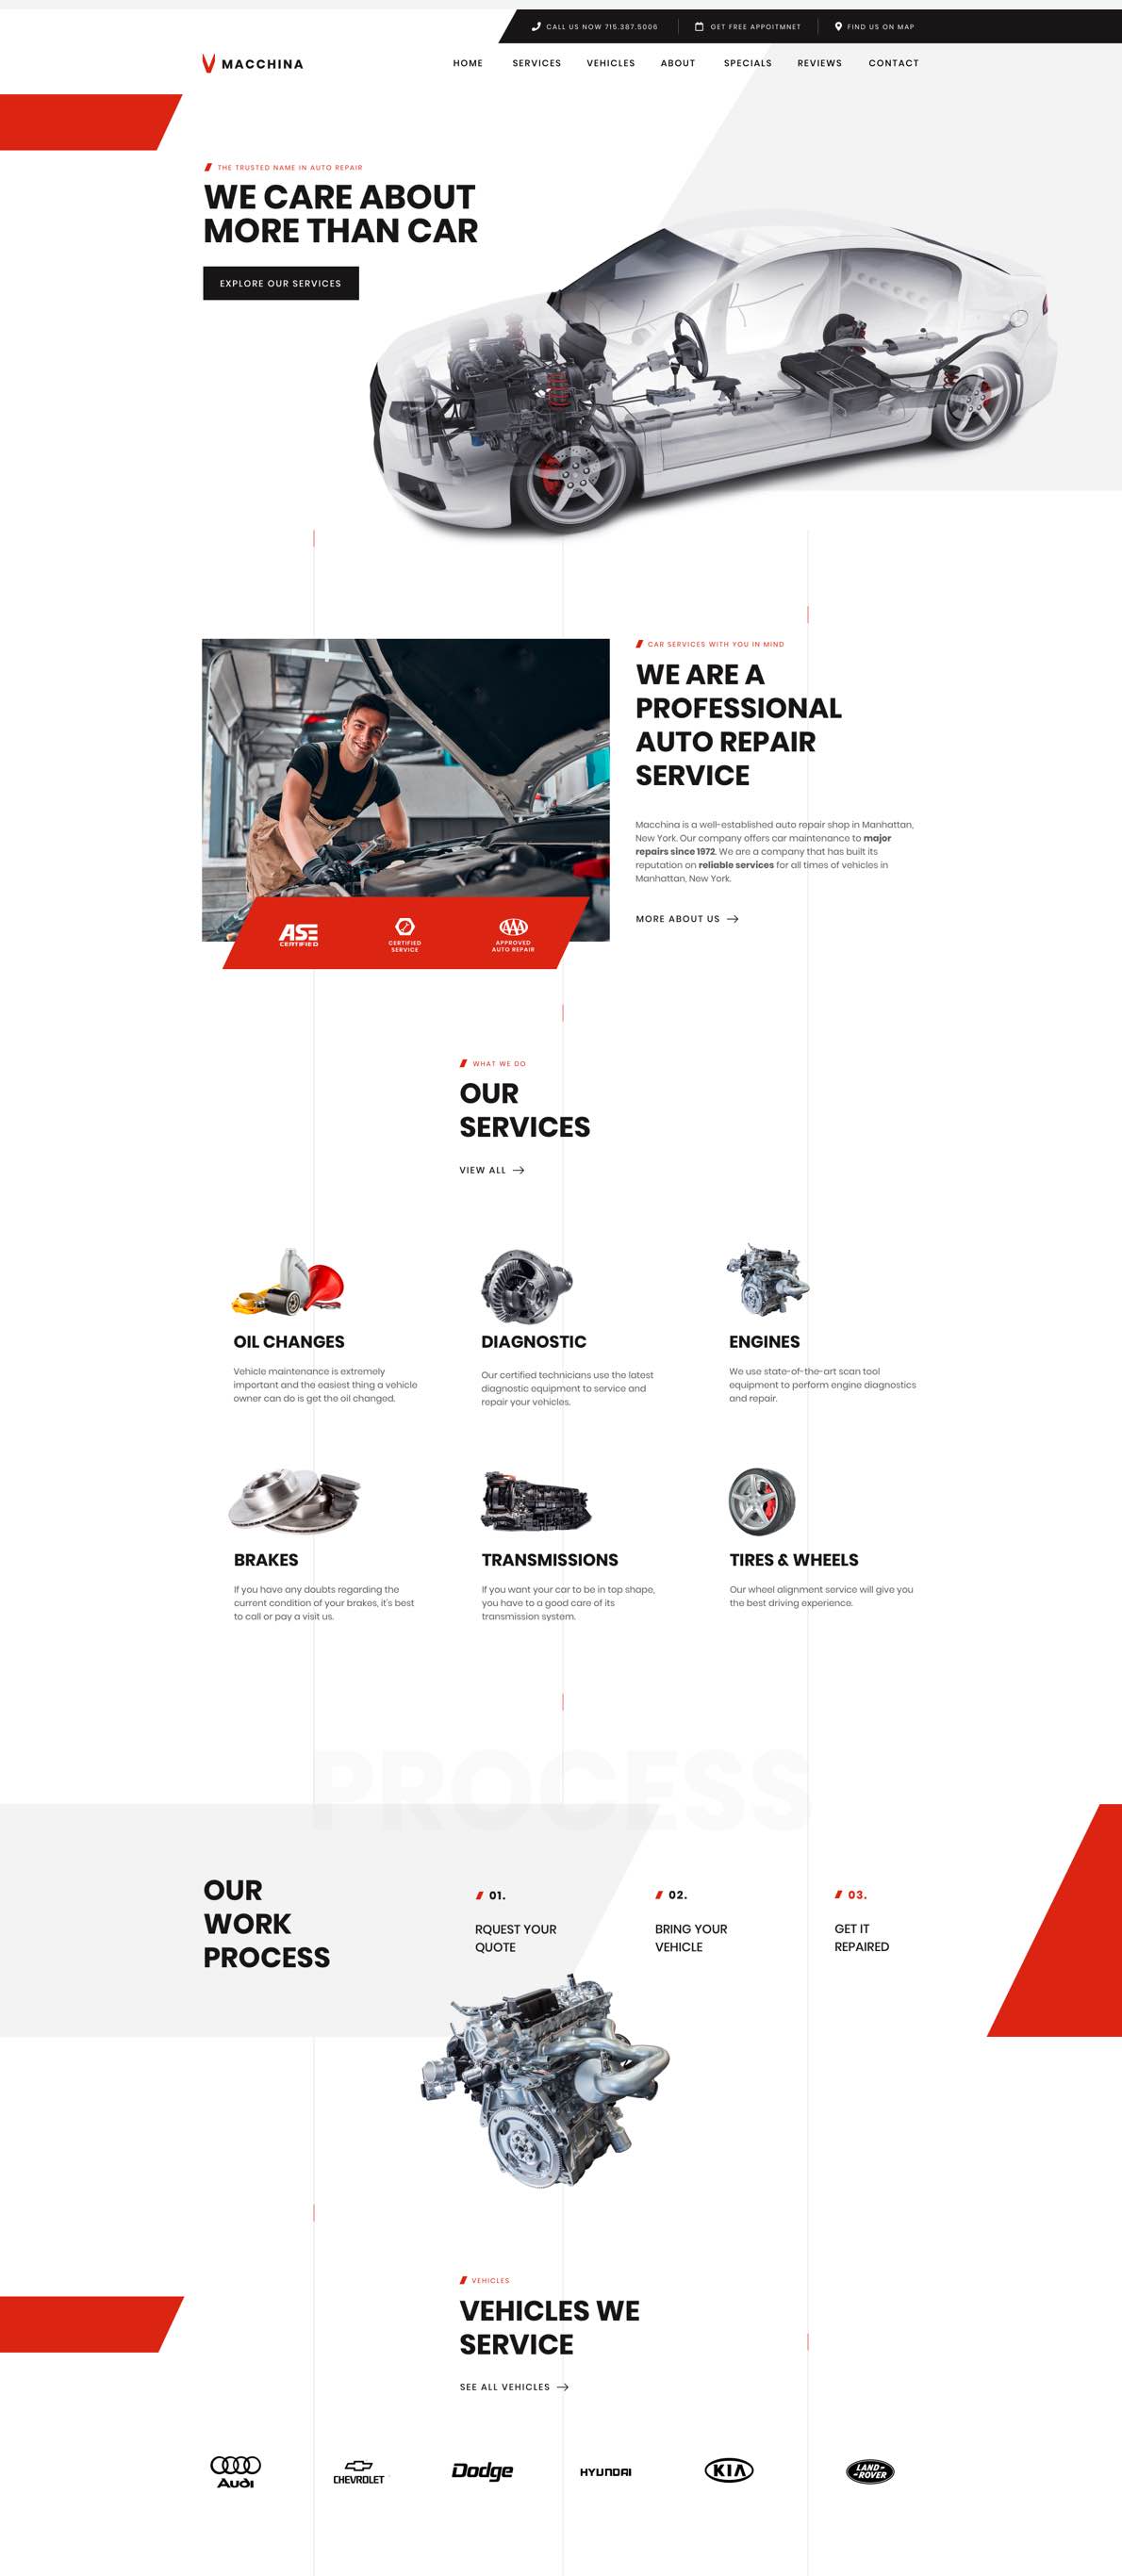 CALL US NOW 715.387.5006
GET FREE APPOITMNET
FIND US ON MAP
MACCHINA
HOME
SERVICES
VEHICLES
ABOUT
SPECIALS
REVIEWS
CONTACT
THE TRUSTED NAME IN AUTO REPAIR
WE CARE ABOUT
MORE THAN CAR
EXPLORE OUR SERVICES
CAR SERVICES WITH YOU IN MIND
WE ARE A
PROFESSIONAL
AUTO REPAIR
SERVICE
Macchina is a well-established auto repair shop in Manhattan,
New York. Our company offers car maintenance to major
repairs since 1972. We are a company that has built its
reputation on reliable services for all times of vehicles in
Manhattan, New York.
MORE ABOUT US
ASE
CERTIFIED
CERTIFIED
SERVICE
AAA
APPROVED
AUTO REPAIR
WHAT WE DO
OUR
SERVICES
VIEW ALL
OIL CHANGES
Vehicle maintenance is extremely
important and the easiest thing a vehicle
owner can do is get the oil changed.
DIAGNOSTIC
Our certified technicians use the latest
diagnostic equipment to service and
repair your vehicles.
ENGINES
We use state-of-the-art scan tool
equipment to perform engine diagnostics
and repair.
BRAKES
If you have any doubts regarding the
current condition of your brakes, it's best
to call or pay a visit us.
TRANSMISSIONS
If you want your car to be in top shape,
you have to a good care of its
transmission system.
TIRES & WHEELS
Our wheel alignment service will give you
the best driving experience.
PROCESS
OUR
WORK
PROCESS
01.
RQUEST YOUR
QUOTE
02.
BRING YOUR
VEHICLE
03.
GET IT
REPAIRED
VEHICLES
VEHICLES WE
SERVICE
SEE ALL VEHICLES
Audi
CHEVROLET
Dodge
HYUNDAI
KIA
LAND-
-ROVER